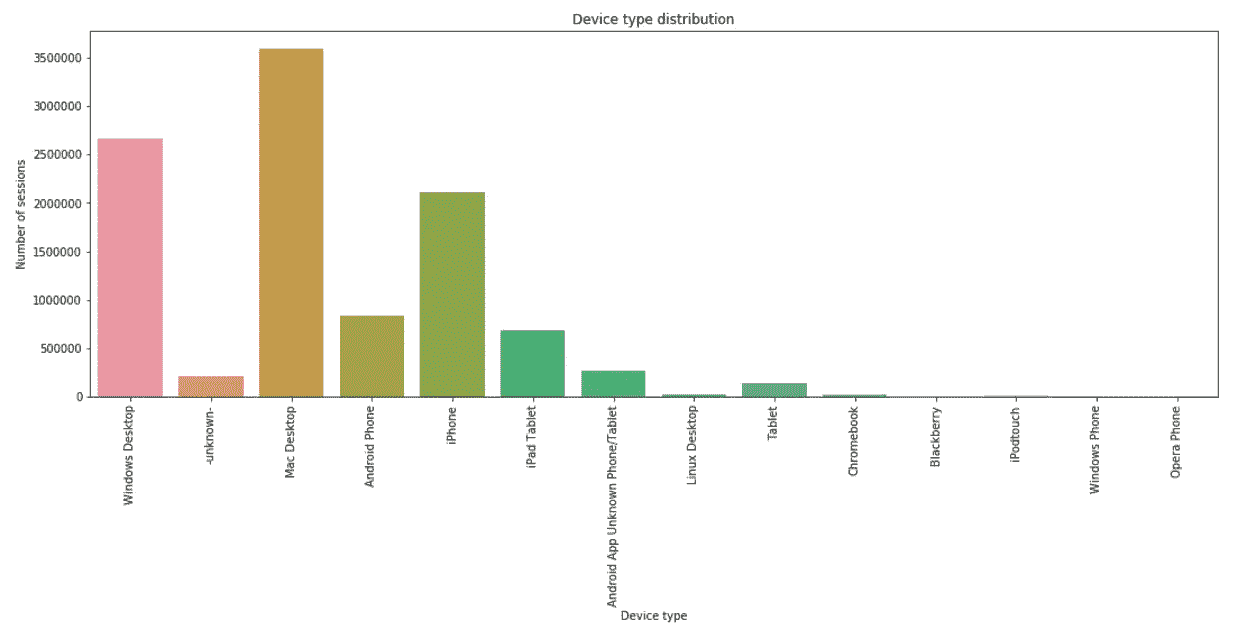 Device type distribution
3500000
3000000
2500000
2000000
1500000
1000000
500000
0
Number of sessions
Windows Desktop
-unknown-
Mac Desktop
Android Phone
iPhone
iPad Tablet
Android App Unknown Phone/Tablet
Linux Desktop
Tablet
Chromebook
Blackberry
iPodtouch
Windows Phone
Opera Phone
Device type